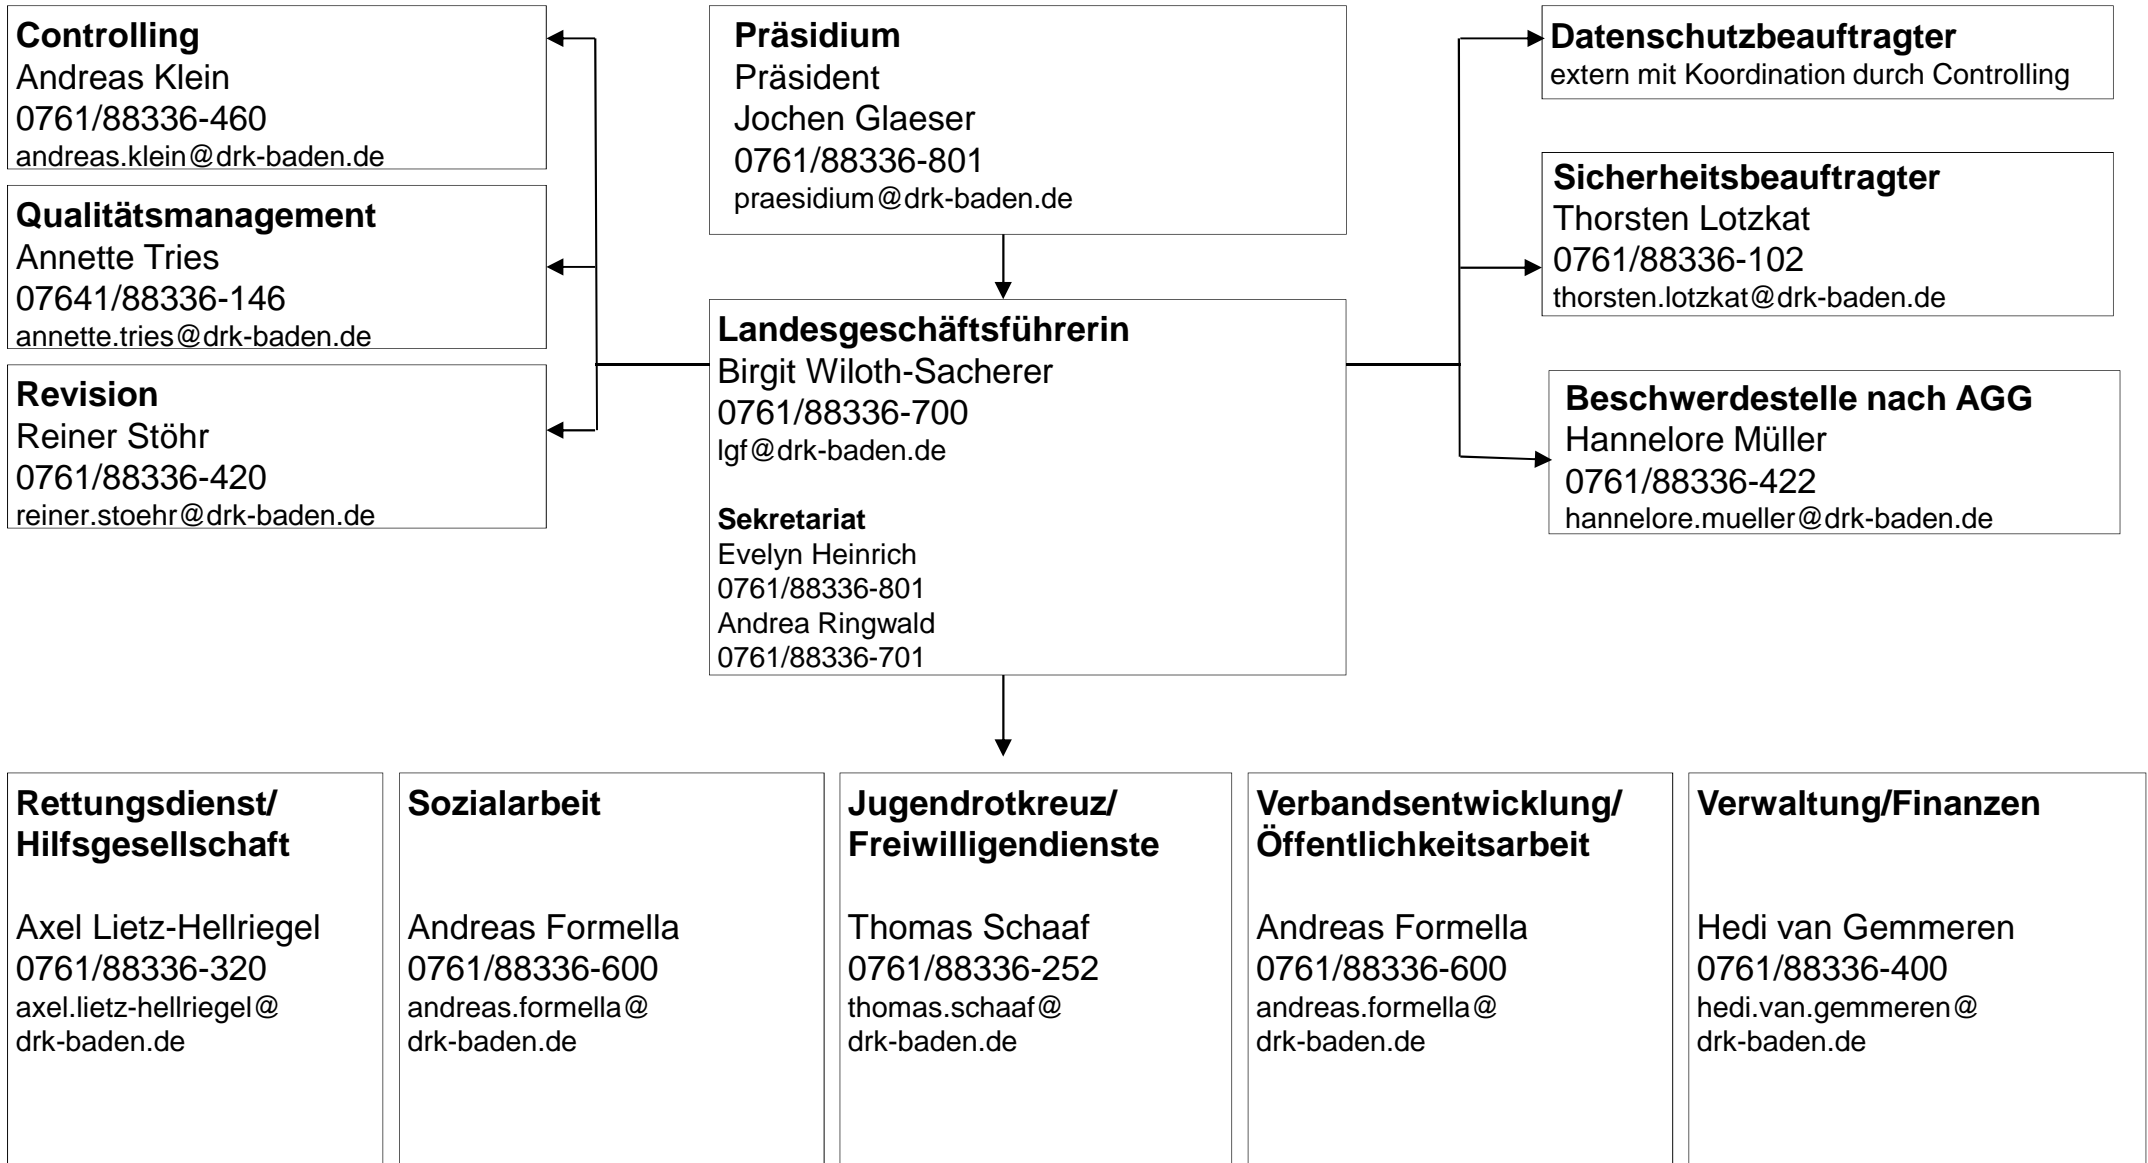 Controlling
Andreas Klein
0761/88336-460
andreas.klein@drk-baden.de
Qualitätsmanagement
Annette Tries
07641/88336-146
annette.tries@drk-baden.de
Revision
Reiner Stöhr
0761/88336-420
reiner.stoehr@drk-baden.de
Präsidium
Präsident
Jochen Glaeser
0761/88336-801
praesidium@drk-baden.de
Landesgeschäftsführerin
Birgit Wiloth-Sacherer
0761/88336-700
lgf@drk-baden.de
Sekretariat
Evelyn Heinrich
0761/88336-801
Andrea Ringwald
0761/88336-701
Datenschutzbeauftragter
extern mit Koordination durch Controlling
Sicherheitsbeauftragter
Thorsten Lotzkat
0761/88336-102
thorsten.lotzkat@drk-baden.de
Beschwerdestelle nach AGG
Hannelore Müller
0761/88336-422
hannelore.mueller@drk-baden.de
Rettungsdienst/
Hilfsgesellschaft
Axel Lietz-Hellriegel
0761/88336-320
axel.lietz-hellriegel@
drk-baden.de
Sozialarbeit
Andreas Formella
0761/88336-600
andreas.formella@
drk-baden.de
Jugendrotkreuz/
Freiwilligendienste
Thomas Schaaf
0761/88336-252
thomas.schaaf@
drk-baden.de
Verbandsentwicklung/
Öffentlichkeitsarbeit
Andreas Formella
0761/88336-600
andreas.formella@
drk-baden.de
Verwaltung/Finanzen
Hedi van Gemmeren
0761/88336-400
hedi.van.gemmeren@
drk-baden.de